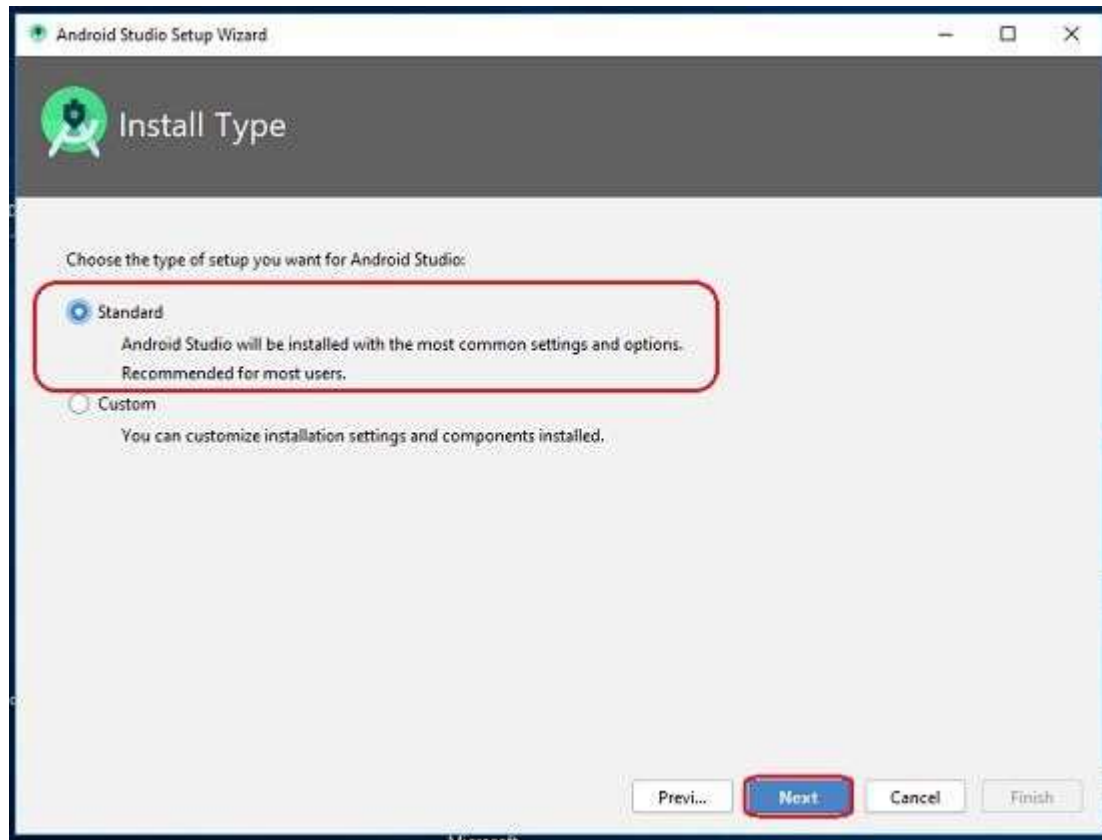 Android Studio Setup Wizard
Install Type
Choose the type of setup you want for Android Studio:
Standard
Android Studio will be installed with the most common settings and options.
Recommended for most users.
Custom
You can customize installation settings and components installed.
Previ... Next Cancel Finish
Microsoft